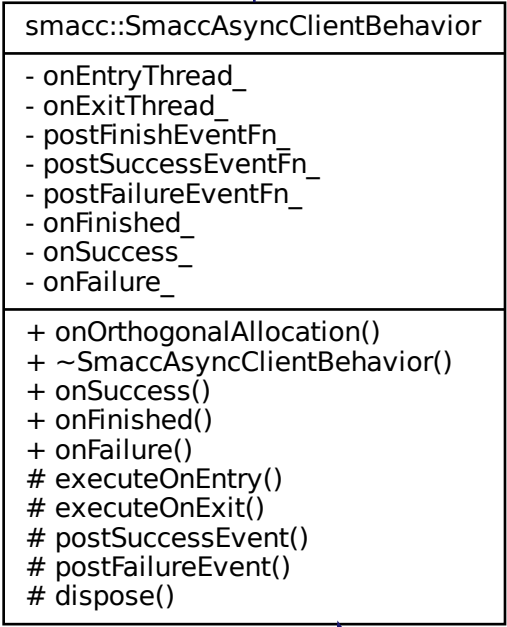 smacc::SmaccAsyncClientBehavior
- onEntryThread_
- onExitThread_
- postFinishEventFn_
- postSuccessEventFn_
- postFailureEventFn_
- onFinished_
- onSuccess_
- onFailure_
+ onOrthogonalAllocation()
+ ~SmaccAsyncClientBehavior()
+ onSuccess()
+ onFinished()
+ onFailure()
# executeOnEntry()
# executeOnExit()
# postSuccessEvent()
# postFailureEvent()
# dispose()